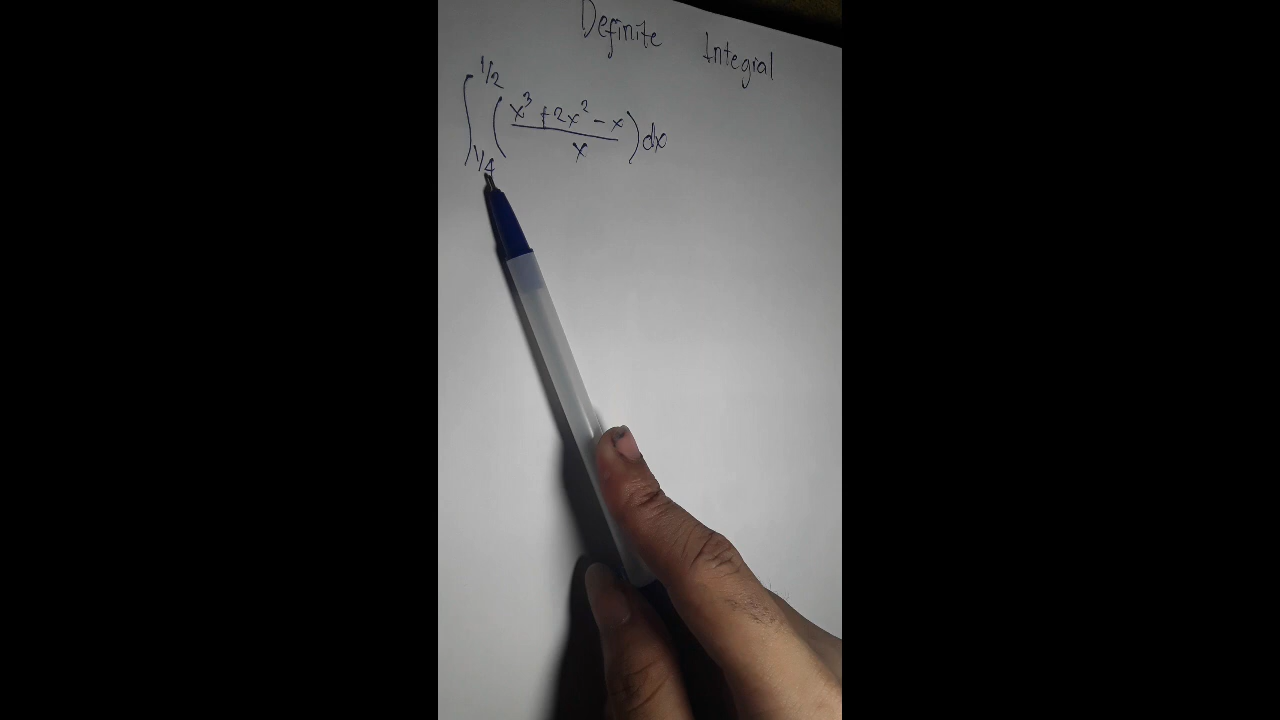 Definite Integral
∫_{1/4}^{1/2} ( (x³ + 2x² - x) / x ) dx